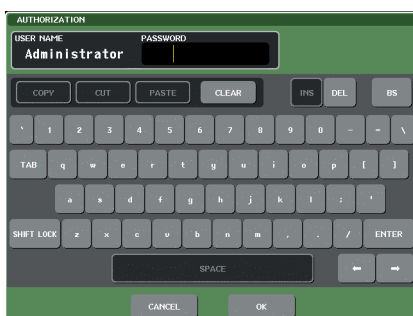 AUTHORIZATION
USER NAME PASSWORD
Administrator
COPY CUT PASTE CLEAR INS DEL BS
` 1 2 3 4 5 6 7 8 9 0 - = \
TAB q w e r t y u i o p [ ]
a s d f g h j k l ; '
SHIFT LOCK z x c v b n m , . / ENTER
SPACE ← →
CANCEL OK